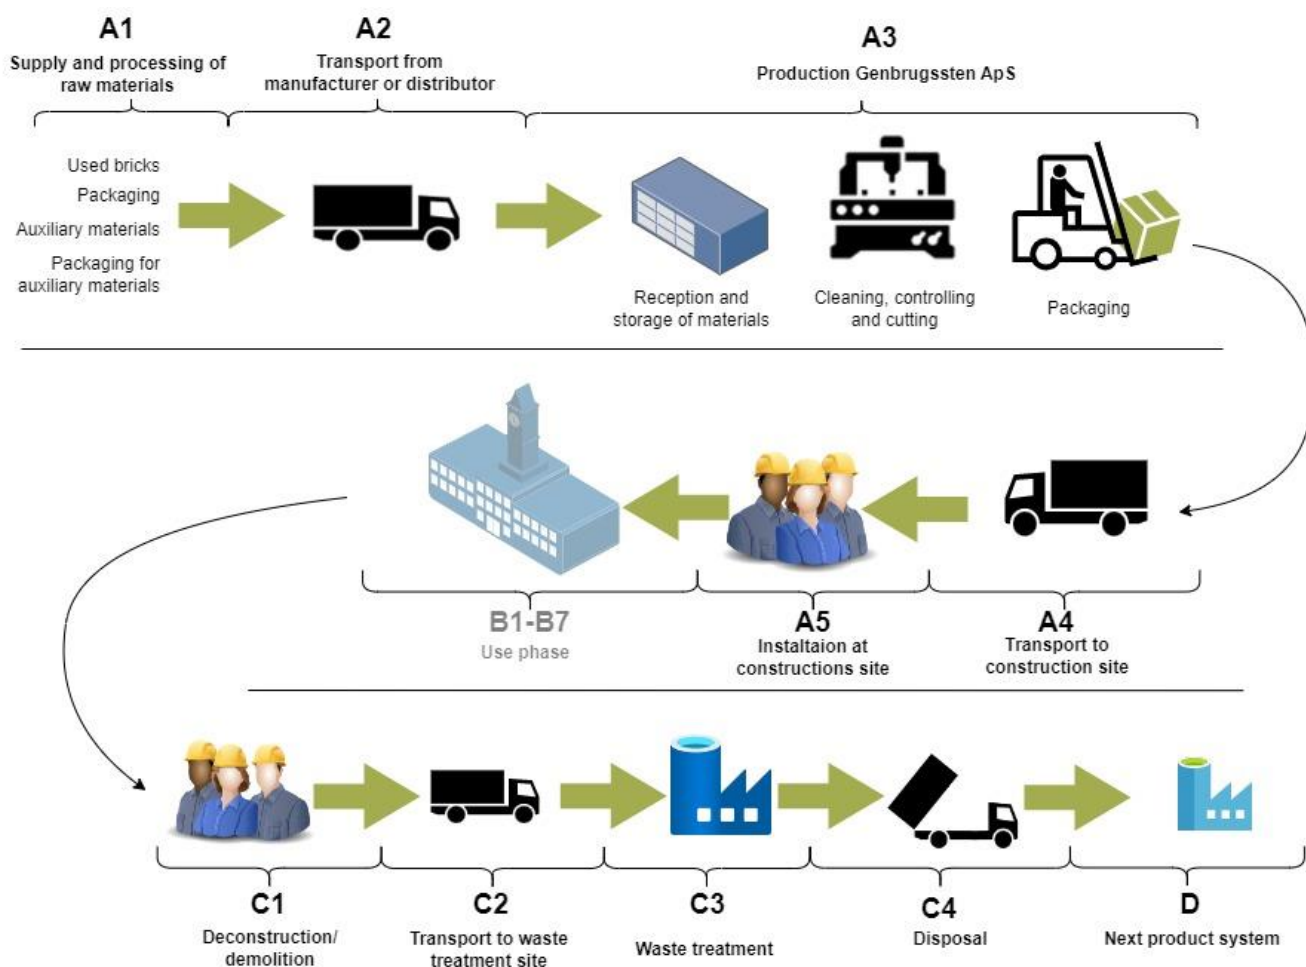 A1
Supply and processing of
raw materials
A2
Transport from
manufacturer or distributor
A3
Production Genbrugssten ApS
Used bricks
Packaging
Auxiliary materials
Packaging for
auxiliary materials
Reception and
storage of materials
Cleaning, controlling
and cutting
Packaging
B1-B7
Use phase
A5
Instaltaion at
constructions site
A4
Transport to
construction site
C1
Deconstruction/
demolition
C2
Transport to waste
treatment site
C3
Waste treatment
C4
Disposal
D
Next product system